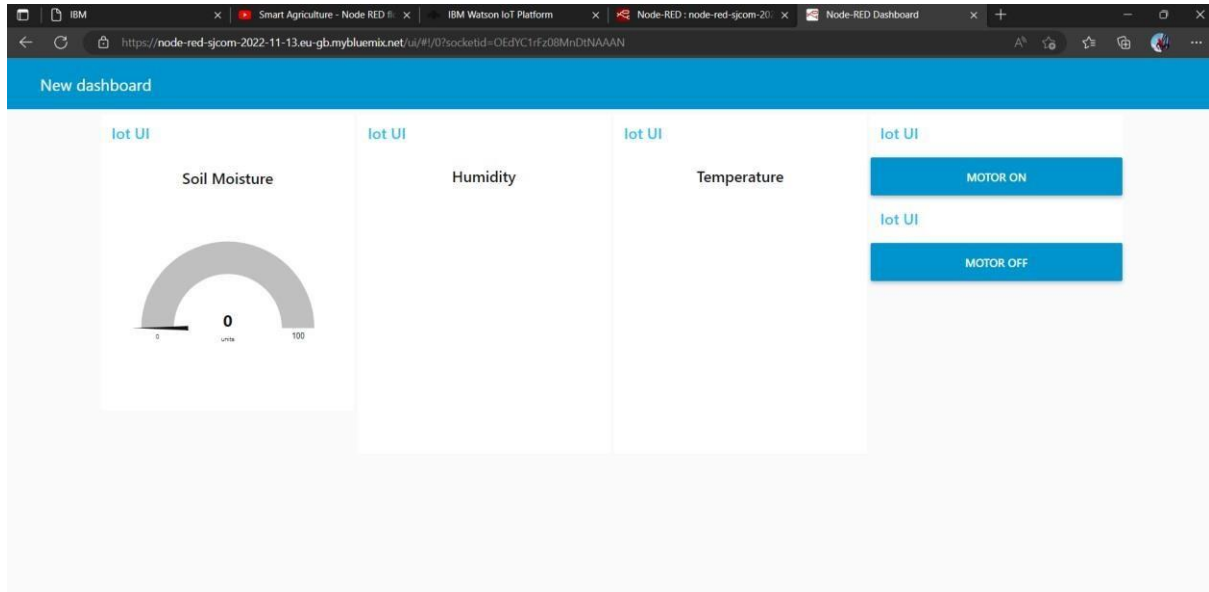 IBM
Smart Agriculture - Node RED fl
IBM Watson IoT Platform
Node-RED : node-red-sjcom-20
Node-RED Dashboard
https://node-red-sjcom-2022-11-13.eu-gb.mybluemix.net/ui/#!/0?socketid=OEdYC1rFz08MnDtNAAAN
New dashboard
Iot UI
Soil Moisture
0
units
0
100
Iot UI
Humidity
Iot UI
Temperature
Iot UI
MOTOR ON
Iot UI
MOTOR OFF